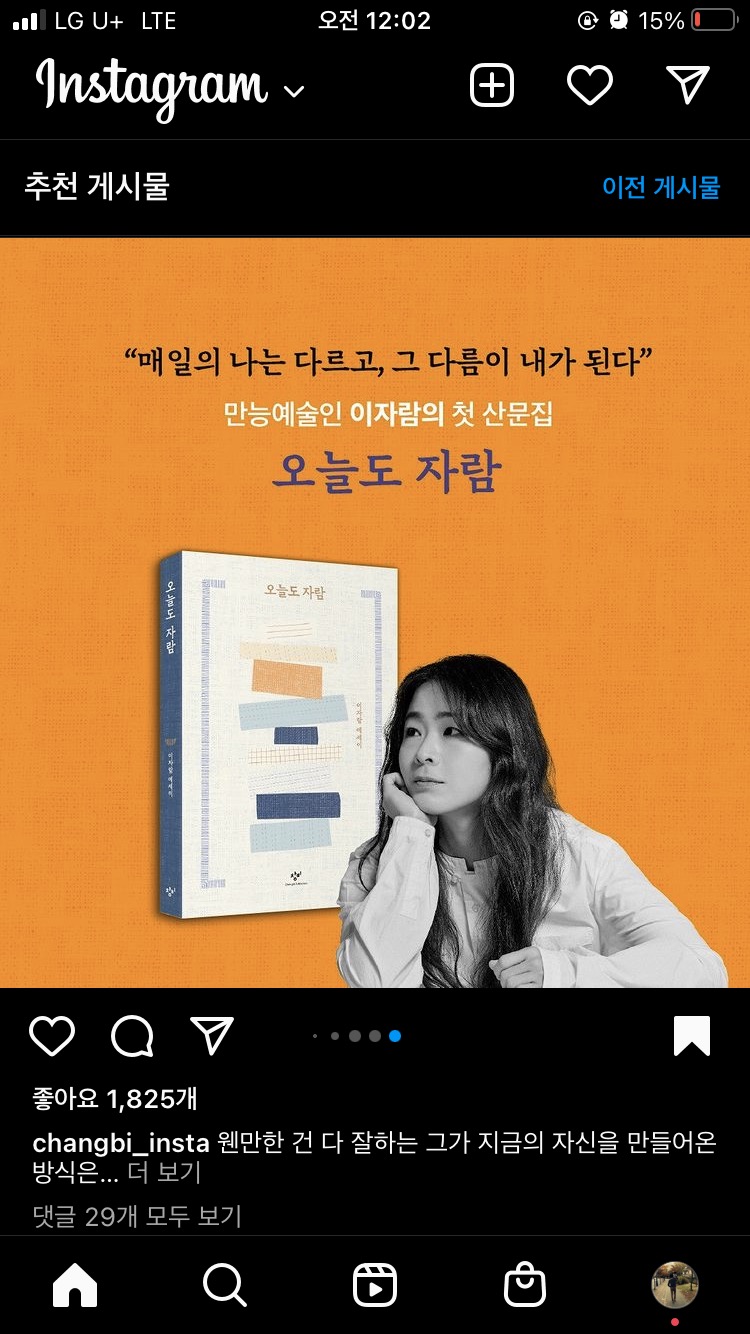 LG U+ LTE 오전 12:02 15%
Instagram
추천 게시물 이전 게시물
“매일의 나는 다르고, 그 다름이 내가 된다”
만능예술인 이자람의 첫 산문집
오늘도 자람
오늘도 자람
이자람 에세이
오늘도 자람
이자람 에세이
창비
좋아요 1,825개
changbi_insta 웬만한 건 다 잘하는 그가 지금의 자신을 만들어온
방식은... 더 보기
댓글 29개 모두 보기